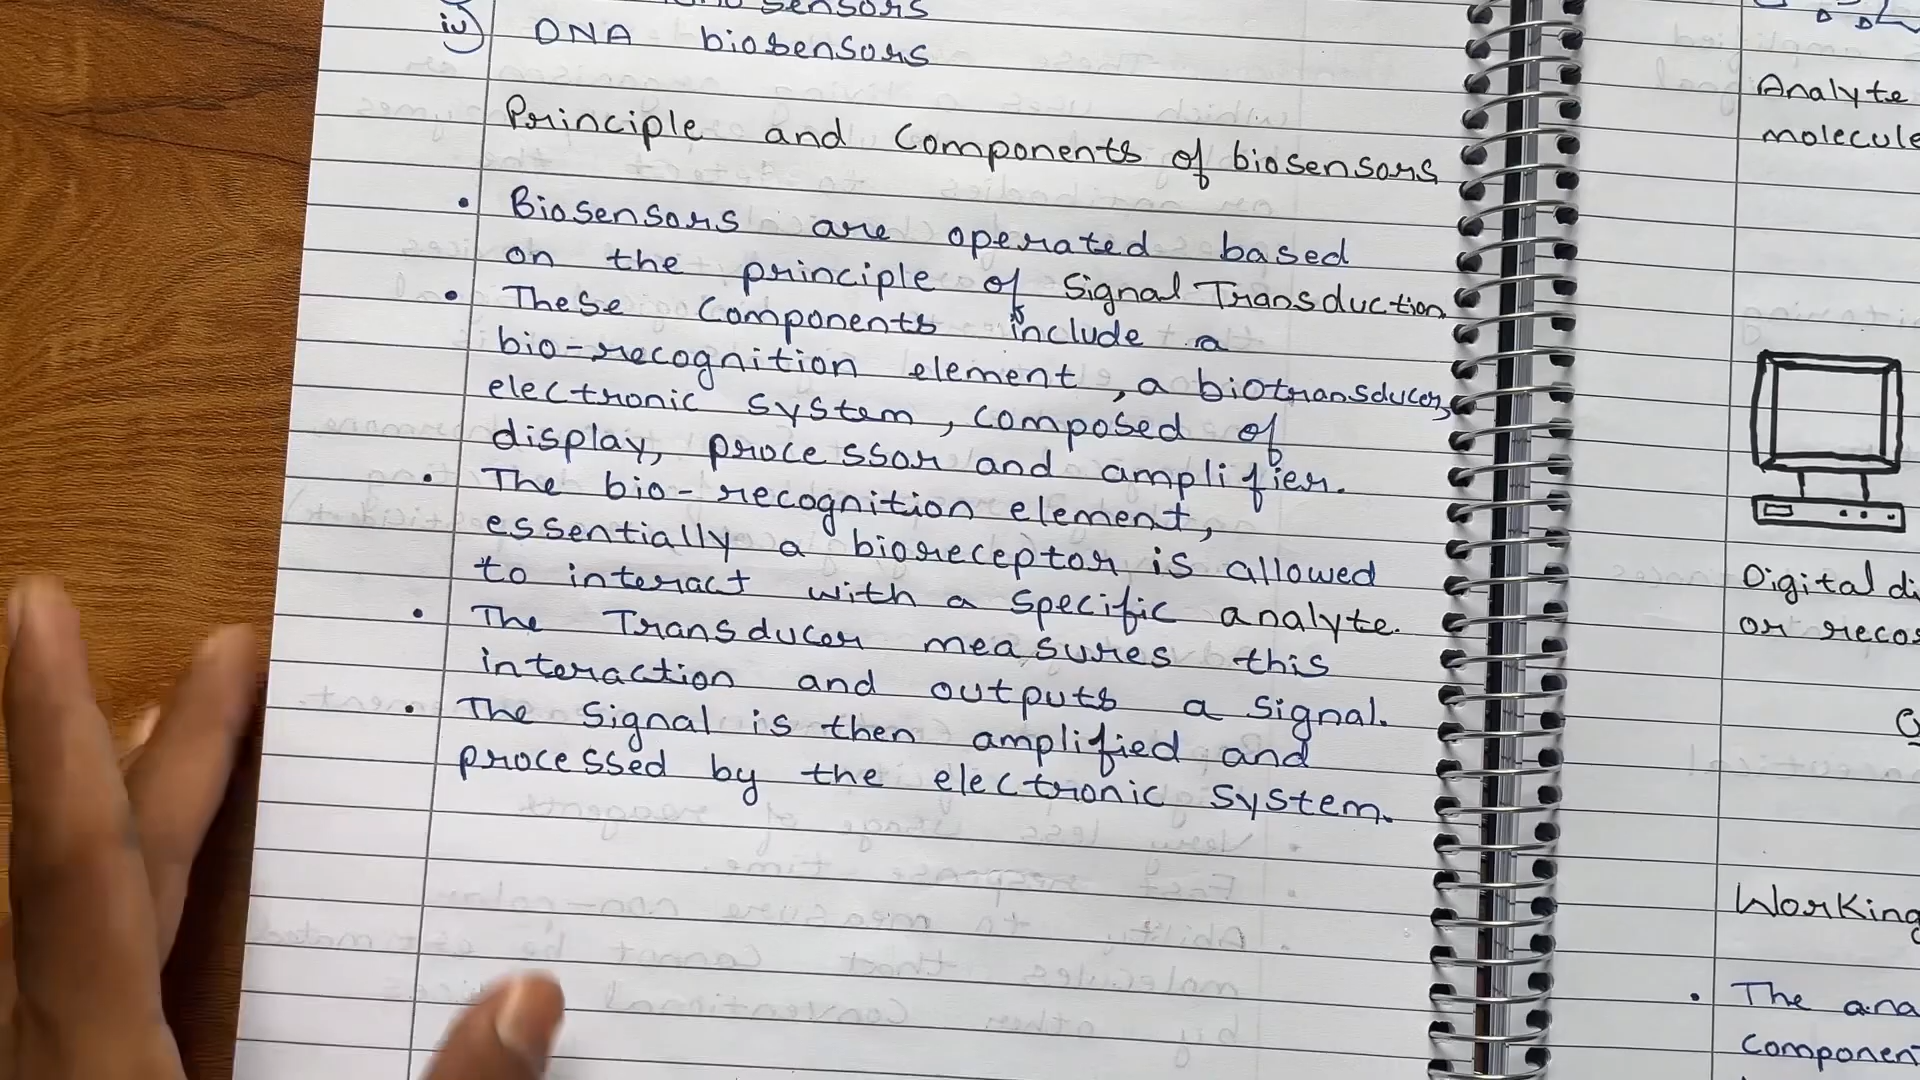 sensors
iv) DNA biosensors
Principle and Components of biosensors
• Biosensors are operated based
on the principle of Signal Transduction.
• These Components include a
bio-recognition element, a biotransducer,
electronic system, composed of
display, processor and amplifier.
• The bio-recognition element,
essentially a bioreceptor is allowed
to interact with a specific analyte.
• The Transducer measures this
interaction and outputs a signal.
• The Signal is then amplified and
processed by the electronic system.
Analyte
molecule
Digital
or
Working
• The